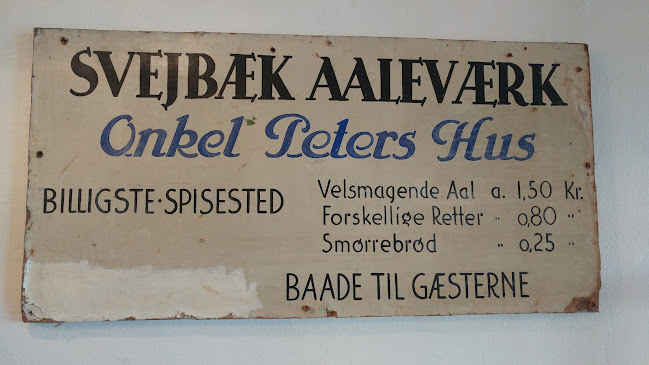 SVEJBÆK AALEVÆRK
Onkel Peters Hus
BILLIGSTE·SPISESTED
Velsmagende Aal a. 1,50 Kr.
Forskellige Retter " 0,80 "
Smørrebrød " 0,25 "
BAADE TIL GÆSTERNE